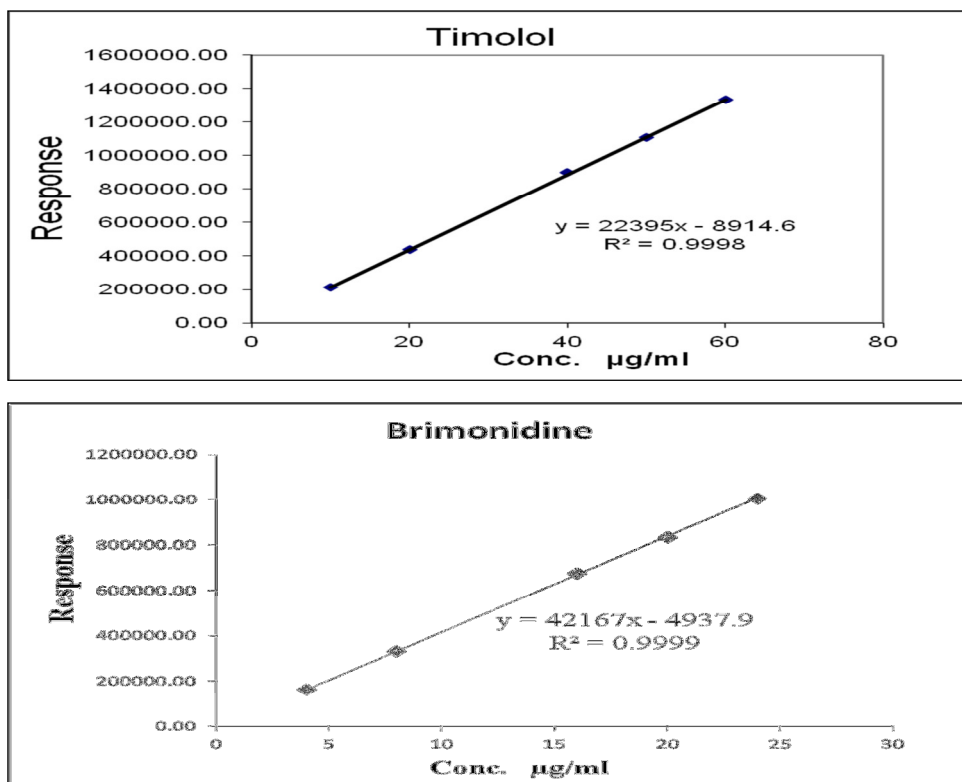 Timolol
Response
1600000.00
1400000.00
1200000.00
1000000.00
800000.00
600000.00
400000.00
200000.00
0.00
y = 22395x - 8914.6
R² = 0.9998
0 20 40 60 80
Conc. µg/ml
Brimonidine
Response
1200000.00
1000000.00
800000.00
600000.00
400000.00
200000.00
0.00
y = 42167x - 4937.9
R² = 0.9999
0 5 10 15 20 25 30
Conc. µg/ml